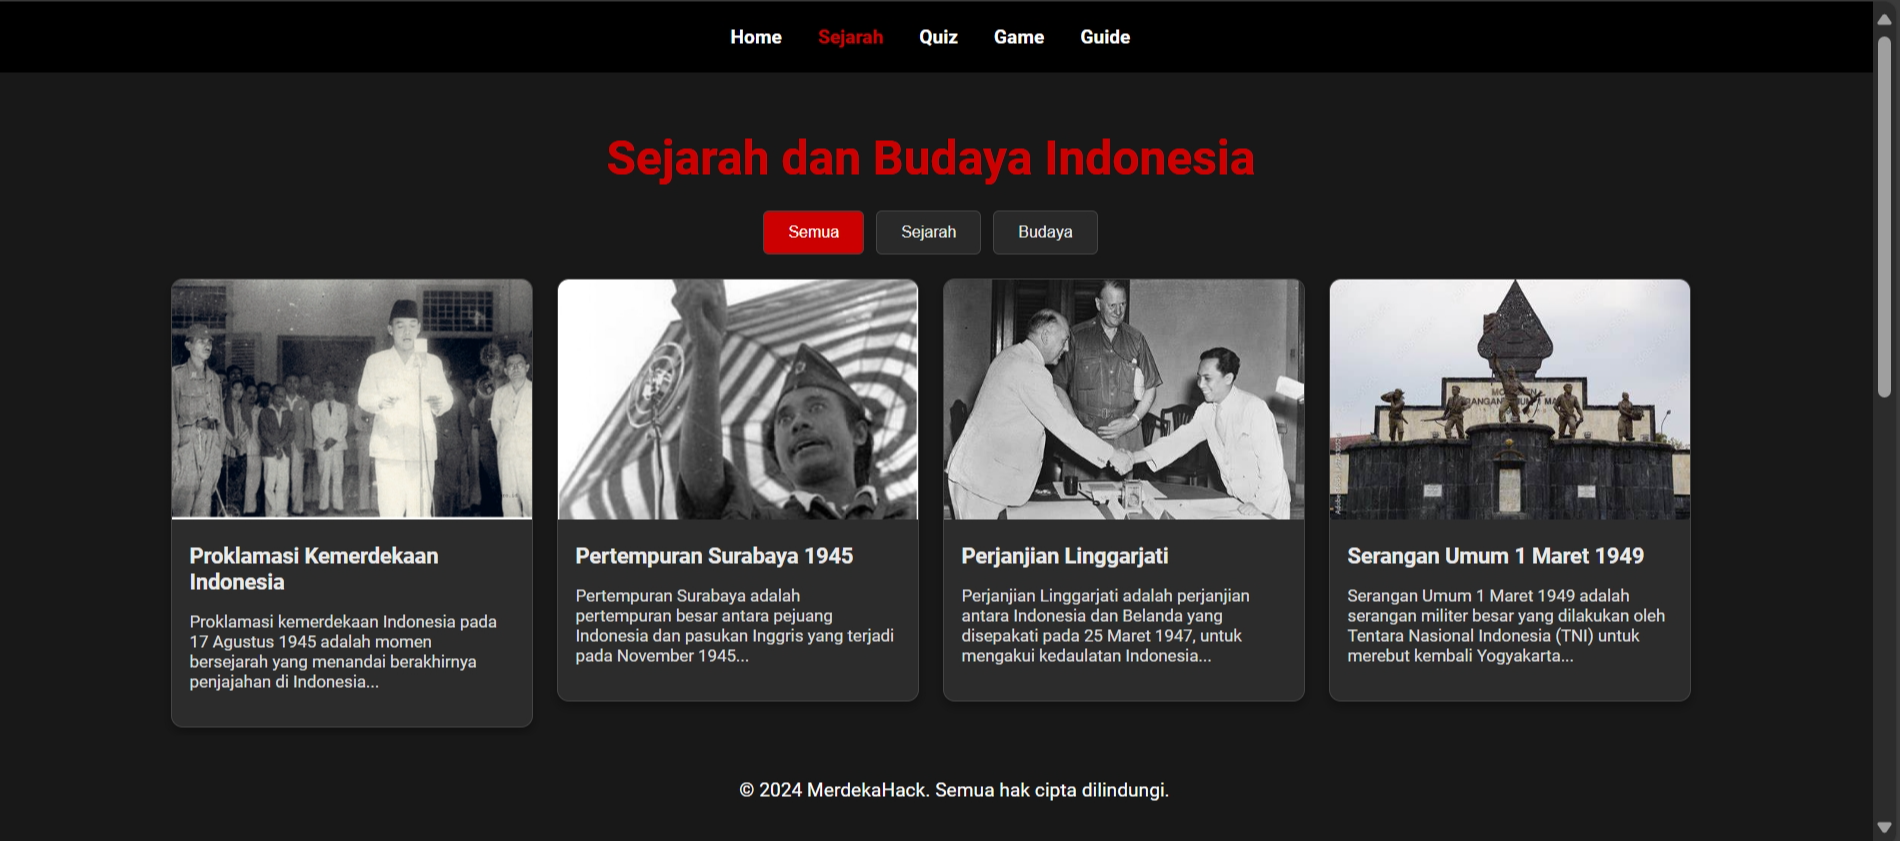 Home Sejarah Quiz Game Guide
Sejarah dan Budaya Indonesia
Semua Sejarah Budaya
Proklamasi Kemerdekaan
Indonesia
Proklamasi kemerdekaan Indonesia pada
17 Agustus 1945 adalah momen
bersejarah yang menandai berakhirnya
penjajahan di Indonesia...
Pertempuran Surabaya 1945
Pertempuran Surabaya adalah
pertempuran besar antara pejuang
Indonesia dan pasukan Inggris yang terjadi
pada November 1945...
Perjanjian Linggarjati
Perjanjian Linggarjati adalah perjanjian
antara Indonesia dan Belanda yang
disepakati pada 25 Maret 1947, untuk
mengakui kedaulatan Indonesia...
Serangan Umum 1 Maret 1949
Serangan Umum 1 Maret 1949 adalah
serangan militer besar yang dilakukan oleh
Tentara Nasional Indonesia (TNI) untuk
merebut kembali Yogyakarta...
© 2024 MerdekaHack. Semua hak cipta dilindungi.